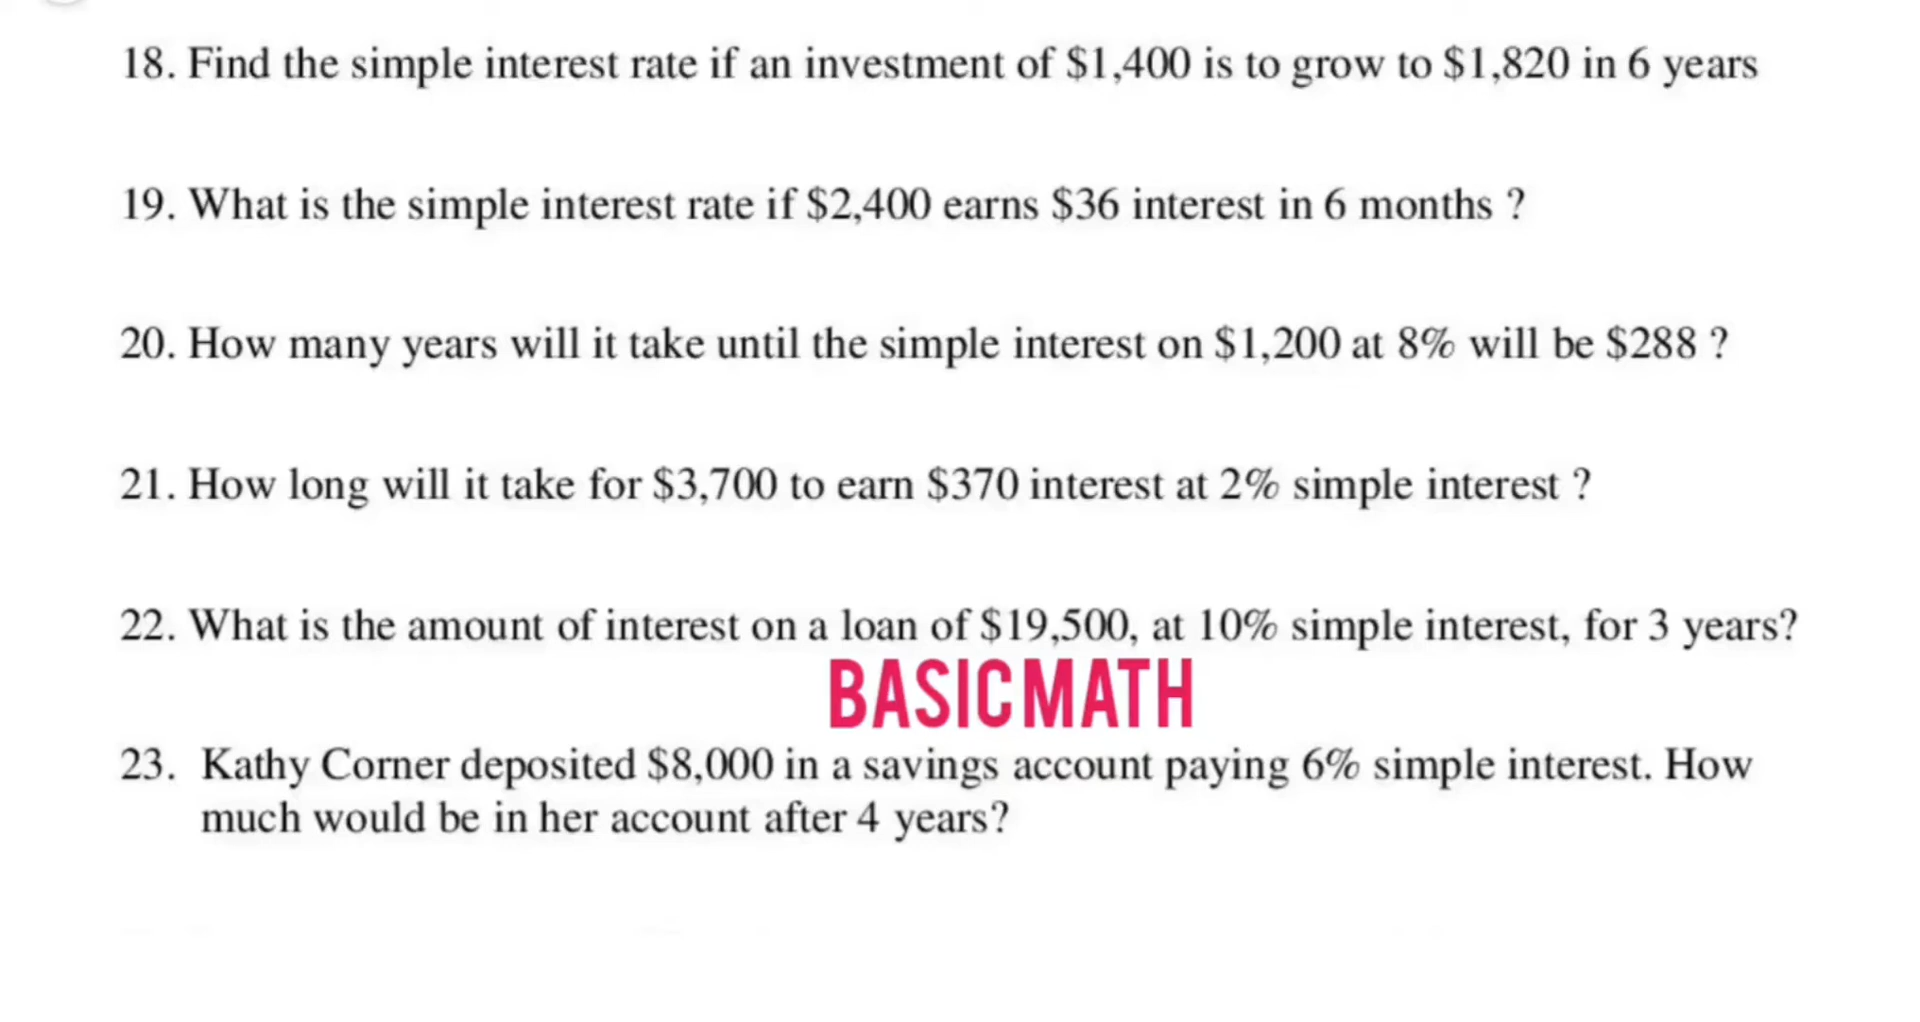 18. Find the simple interest rate if an investment of $1,400 is to grow to $1,820 in 6 years
19. What is the simple interest rate if $2,400 earns $36 interest in 6 months ?
20. How many years will it take until the simple interest on $1,200 at 8% will be $288 ?
21. How long will it take for $3,700 to earn $370 interest at 2% simple interest ?
22. What is the amount of interest on a loan of $19,500, at 10% simple interest, for 3 years?
BASICMATH
23. Kathy Corner deposited $8,000 in a savings account paying 6% simple interest. How
much would be in her account after 4 years?